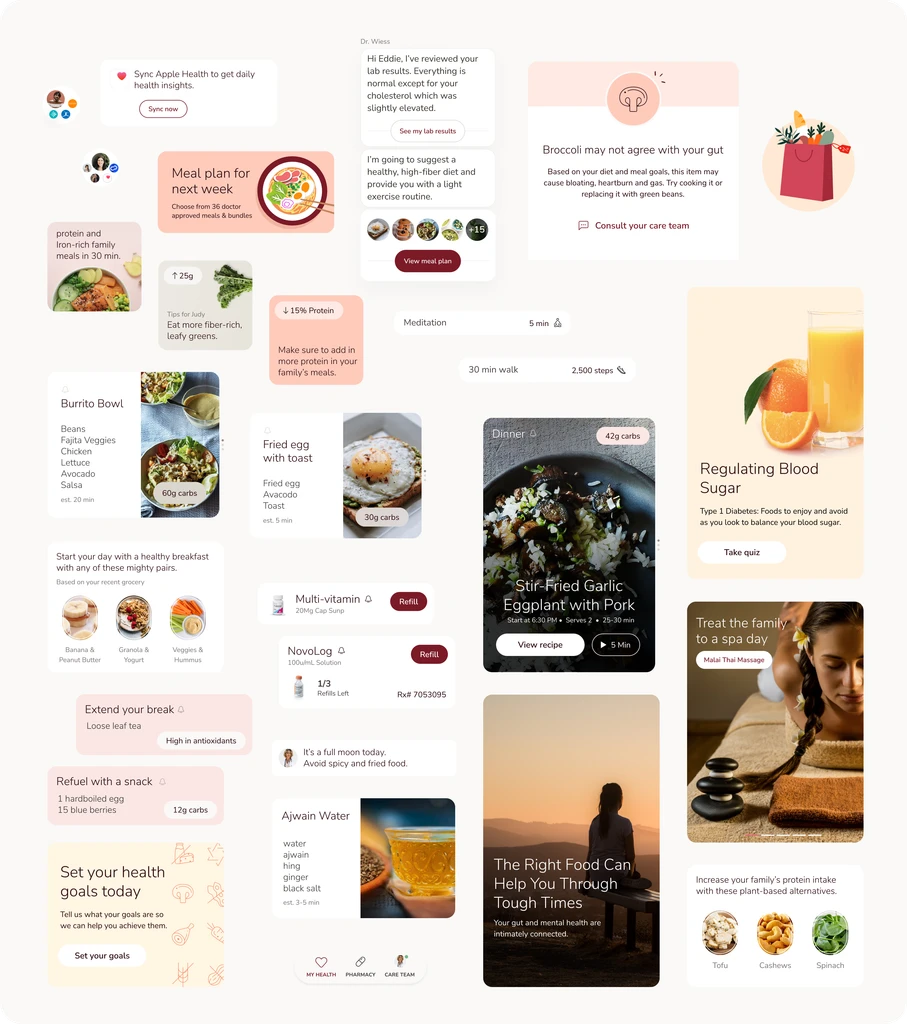 Dr. Wiess
Hi Eddie, I've reviewed your
lab results. Everything is
normal except for your
cholesterol which was
slightly elevated.
See my lab results
I'm going to suggest a
healthy, high-fiber diet and
provide you with a light
exercise routine.
+15
View meal plan
Sync Apple Health to get daily
health insights.
Sync now
Broccoli may not agree with your gut
Based on your diet and meal goals, this item may
cause bloating, heartburn and gas. Try cooking it or
replacing it with green beans.
Consult your care team
Meal plan for
next week
Choose from 36 doctor
approved meals & bundles
protein and
Iron-rich family
meals in 30 min.
↑ 25g
Tips for Judy
Eat more fiber-rich,
leafy greens.
↓ 15% Protein
Make sure to add in
more protein in your
family's meals.
Meditation
5 min
30 min walk
2,500 steps
Regulating Blood
Sugar
Type 1 Diabetes: Foods to enjoy and avoid
as you look to balance your blood sugar.
Take quiz
Burrito Bowl
Beans
Fajita Veggies
Chicken
Lettuce
Avocado
Salsa
est. 20 min
60g carbs
Fried egg
with toast
Fried egg
Avacodo
Toast
est. 5 min
30g carbs
Dinner
42g carbs
Stir-Fried Garlic
Eggplant with Pork
Start at 6:30 PM • Serves 2 • 25-30 min
View recipe
5 Min
Start your day with a healthy breakfast
with any of these mighty pairs.
Based on your recent grocery
Banana &
Peanut Butter
Granola &
Yogurt
Veggies &
Hummus
Multi-vitamin
20Mg Cap Sunp
Refill
NovoLog
100u/mL Solution
Refill
1/3
Refills Left
Rx# 7053095
Treat the family
to a spa day
Malai Thai Massage
Extend your break
Loose leaf tea
High in antioxidants
It's a full moon today.
Avoid spicy and fried food.
Refuel with a snack
1 hardboiled egg
15 blue berries
12g carbs
Ajwain Water
water
ajwain
hing
ginger
black salt
est. 3-5 min
The Right Food Can
Help You Through
Tough Times
Your gut and mental health are
intimately connected.
Set your health
goals today
Tell us what your goals are so
we can help you achieve them.
Set your goals
Increase your family's protein intake
with these plant-based alternatives.
Tofu
Cashews
Spinach
MY HEALTH
PHARMACY
CARE TEAM